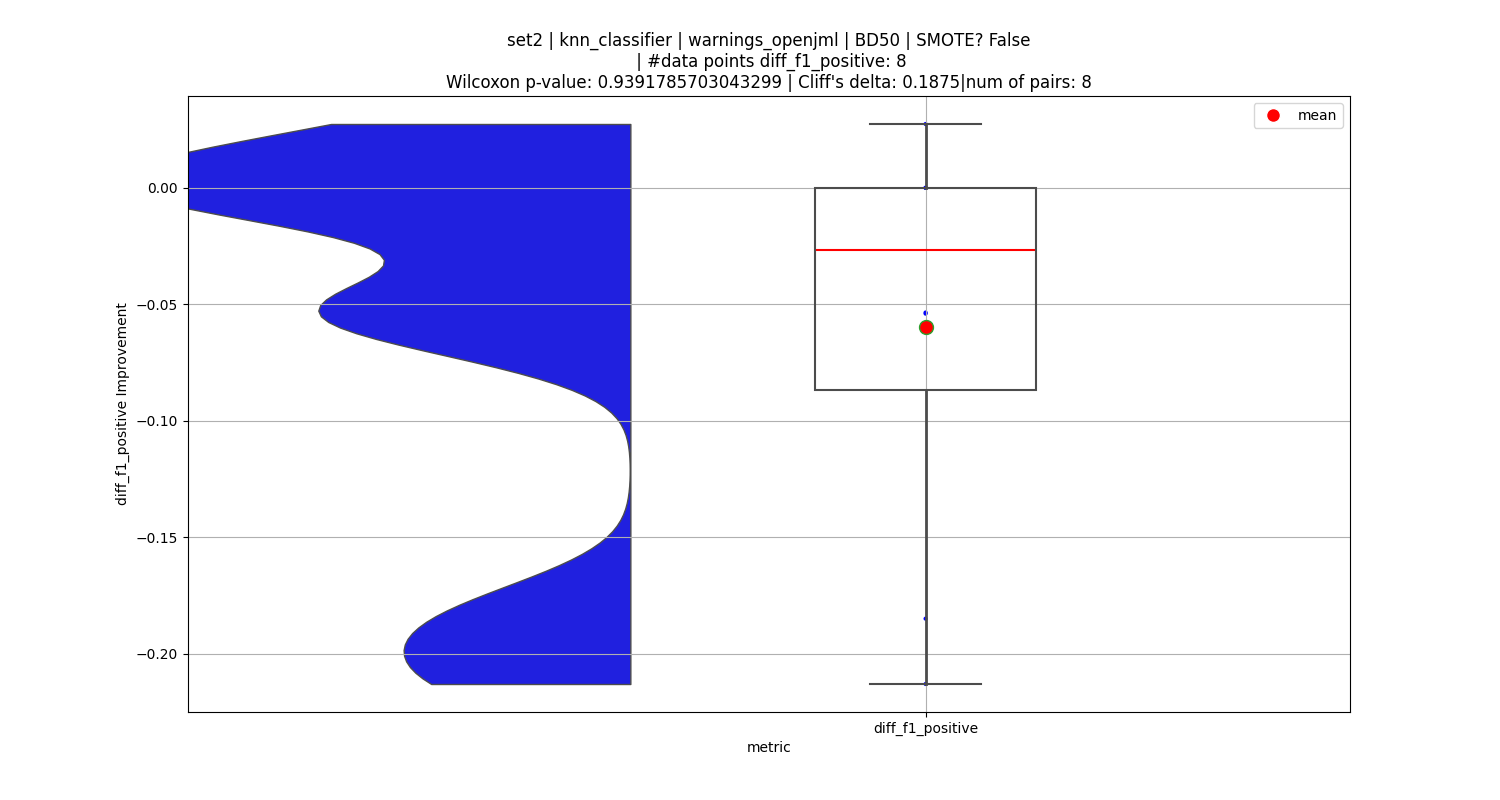 set2 | knn_classifier | warnings_openjml | BD50 | SMOTE? False
| #data points diff_f1_positive: 8
Wilcoxon p-value: 0.9391785703043299 | Cliff's delta: 0.1875|num of pairs: 8
mean
0.00
−0.05
−0.10
−0.15
−0.20
diff_f1_positive Improvement
diff_f1_positive
metric